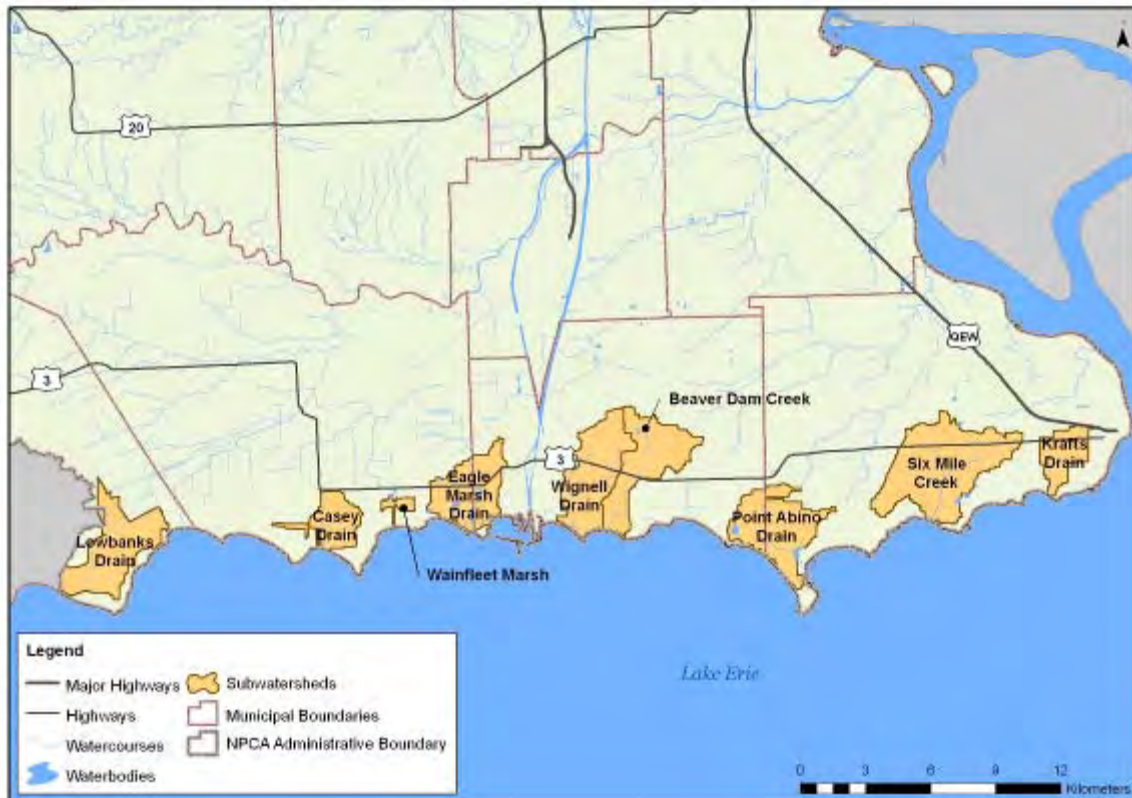 20
QEW
3
Beaver Dam Creek
3
Eagle
Marsh
Drain
Wignell
Drain
Six Mile
Creek
Krafts
Drain
Casey
Drain
Point Abino
Drain
Lowbanks
Drain
Wainfleet Marsh
Lake Erie
Legend
Major Highways
Highways
Watercourses
Waterbodies
Subwatersheds
Municipal Boundaries
NPCA Administrative Boundary
0 3 6 9 12
Kilometers